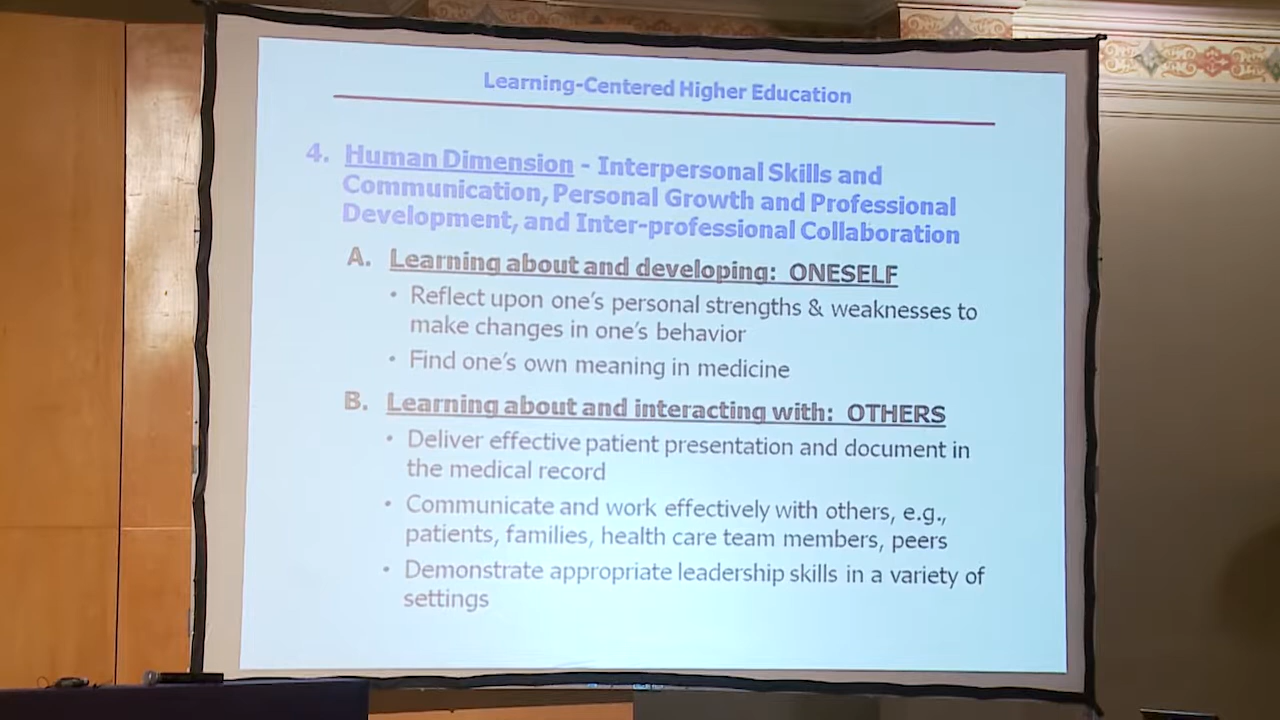 Learning-Centered Higher Education
4. Human Dimension - Interpersonal Skills and
Communication, Personal Growth and Professional
Development, and Inter-professional Collaboration
A. Learning about and developing: ONESELF
• Reflect upon one's personal strengths & weaknesses to
make changes in one's behavior
• Find one's own meaning in medicine
B. Learning about and interacting with: OTHERS
• Deliver effective patient presentation and document in
the medical record
• Communicate and work effectively with others, e.g.,
patients, families, health care team members, peers
• Demonstrate appropriate leadership skills in a variety of
settings